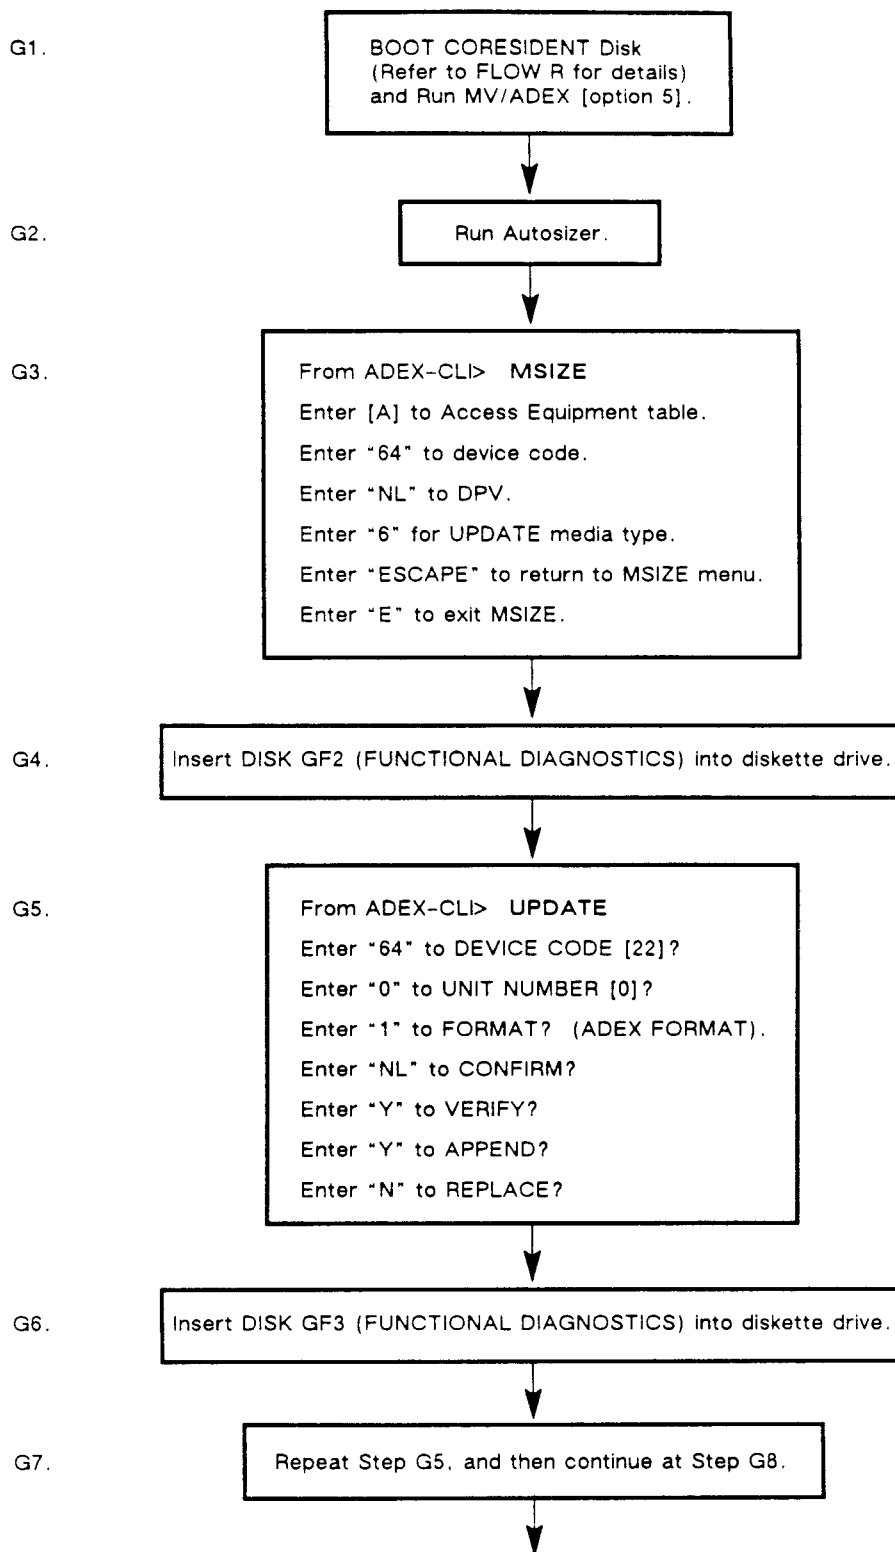 G1.
BOOT CORESIDENT Disk
(Refer to FLOW R for details)
and Run MV/ADEX [option 5].
G2.
Run Autosizer.
G3.
From ADEX-CLI> MSIZE
Enter [A] to Access Equipment table.
Enter "64" to device code.
Enter "NL" to DPV.
Enter "6" for UPDATE media type.
Enter "ESCAPE" to return to MSIZE menu.
Enter "E" to exit MSIZE.
G4.
Insert DISK GF2 (FUNCTIONAL DIAGNOSTICS) into diskette drive.
G5.
From ADEX-CLI> UPDATE
Enter "64" to DEVICE CODE [22]?
Enter "0" to UNIT NUMBER [0]?
Enter "1" to FORMAT? (ADEX FORMAT).
Enter "NL" to CONFIRM?
Enter "Y" to VERIFY?
Enter "Y" to APPEND?
Enter "N" to REPLACE?
G6.
Insert DISK GF3 (FUNCTIONAL DIAGNOSTICS) into diskette drive.
G7.
Repeat Step G5, and then continue at Step G8.